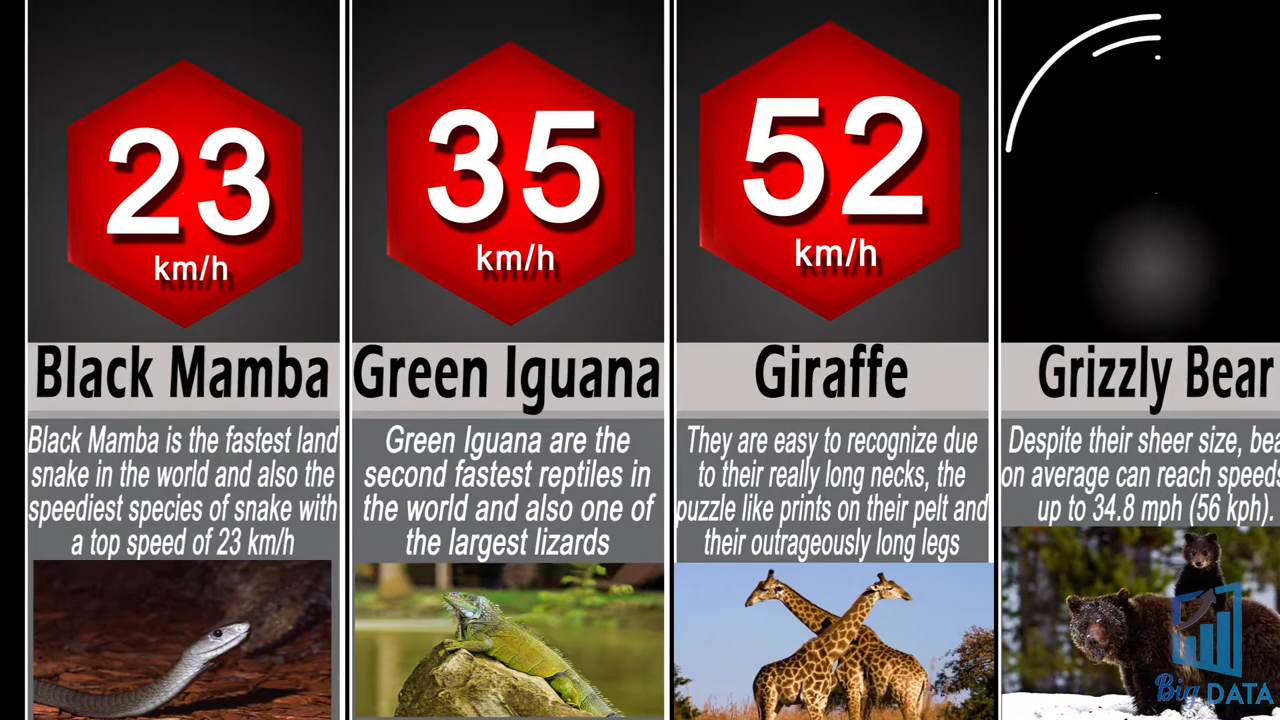 23
km/h
Black Mamba
Black Mamba is the fastest land
snake in the world and also the
speediest species of snake with
a top speed of 23 km/h
35
km/h
Green Iguana
Green Iguana are the
second fastest reptiles in
the world and also one of
the largest lizards
52
km/h
Giraffe
They are easy to recognize due
to their really long necks, the
puzzle like prints on their pelt and
their outrageously long legs
Grizzly Bear
Despite their sheer size,
on average can reach
up to 34.8 mph (56 kph).
Big DATA